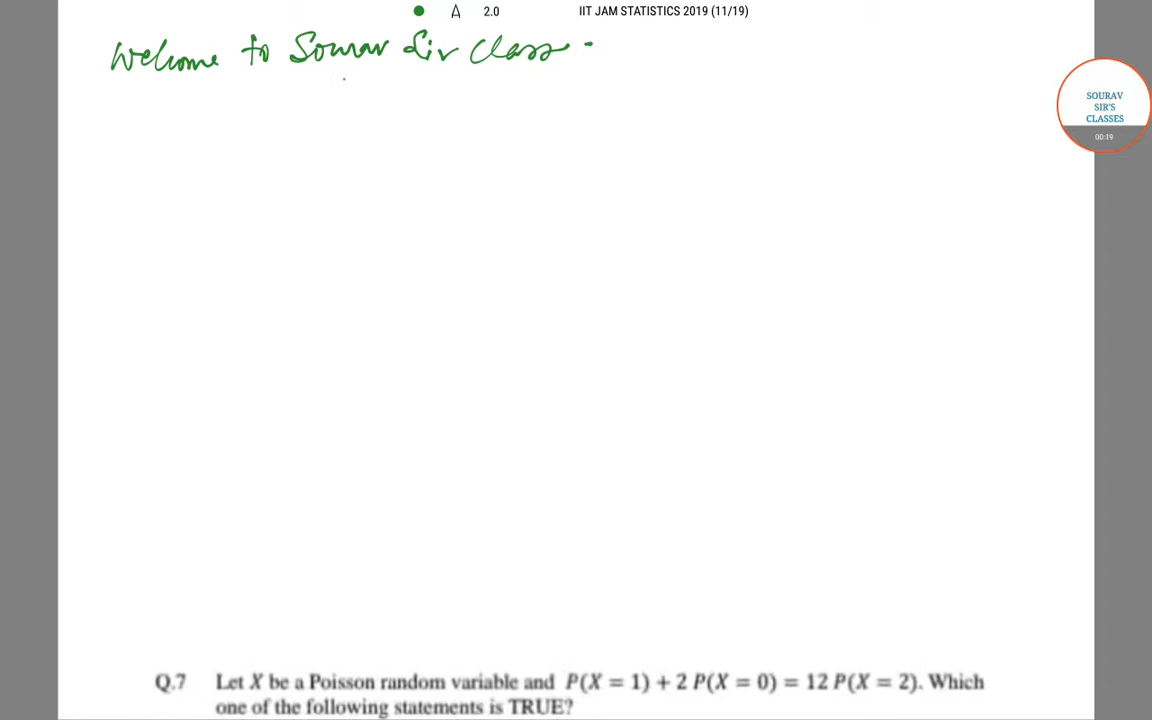 2.0 IIT JAM STATISTICS 2019 (11/19)
Welcome to Sourav Sir Class.
SOURAV
SIR'S
CLASSES
00:19
Q.7 Let X be a Poisson random variable and P(X = 1) + 2 P(X = 0) = 12 P(X = 2). Which
one of the following statements is TRUE?